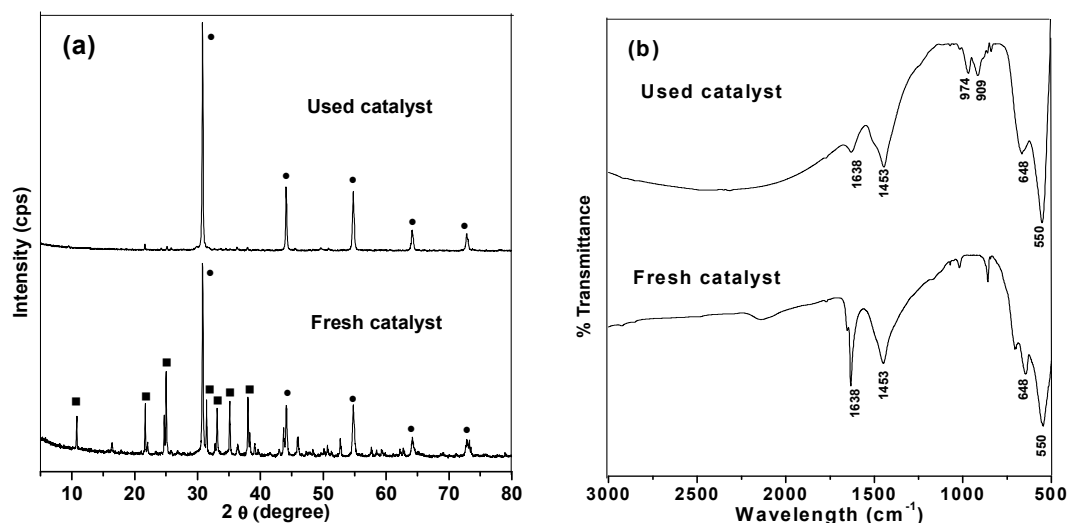 (a)
Used catalyst
Fresh catalyst
Intensity (cps)
10 20 30 40 50 60 70 80
2 θ (degree)
(b)
Used catalyst
974
909
1638
1453
648
550
Fresh catalyst
1638
1453
648
550
% Transmittance
3000 2500 2000 1500 1000 500
Wavelength (cm-1)